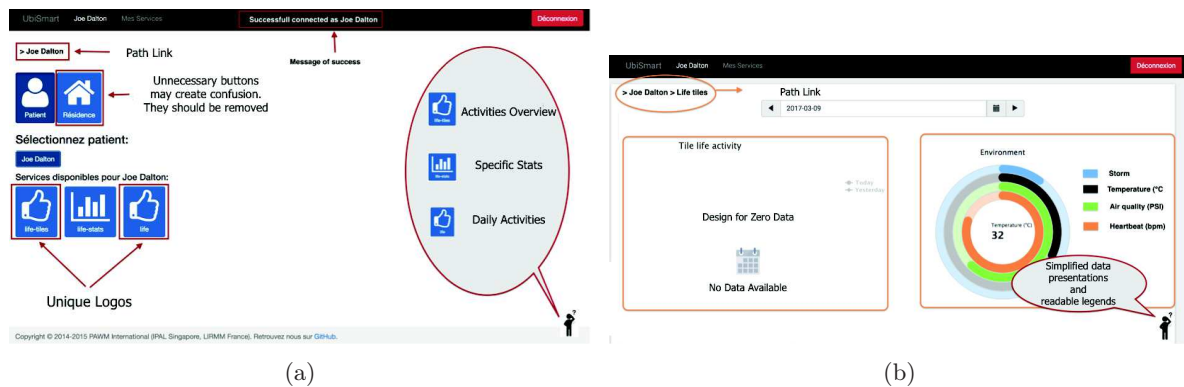 UbiSmart Joe Dalton Mes Services Successfull connected as Joe Dalton Déconnexion
> Joe Dalton Path Link
Message of success
Unnecessary buttons
may create confusion.
They should be removed
Patient Résidence
Sélectionnez patient:
Joe Dalton
Services disponibles pour Joe Dalton:
life-tiles life-stats life
Unique Logos
life-tiles
Activities Overview
life-stats
Specific Stats
life
Daily Activities
?
Copyright © 2014-2015 PAWM International (IPAL Singapore, LIRMM France). Retrouvez nous sur GitHub.
(a)
UbiSmart Joe Dalton Mes Services Déconnexion
> Joe Dalton > Life tiles Path Link
2017-03-09
Tile life activity
Today
Yesterday
Design for Zero Data
No Data Available
Environment
Temperature (°C)
32
Storm
Temperature (°C
Air quality (PSI)
Heartbeat (bpm)
Simplified data
presentations
and
readable legends
?
(b)